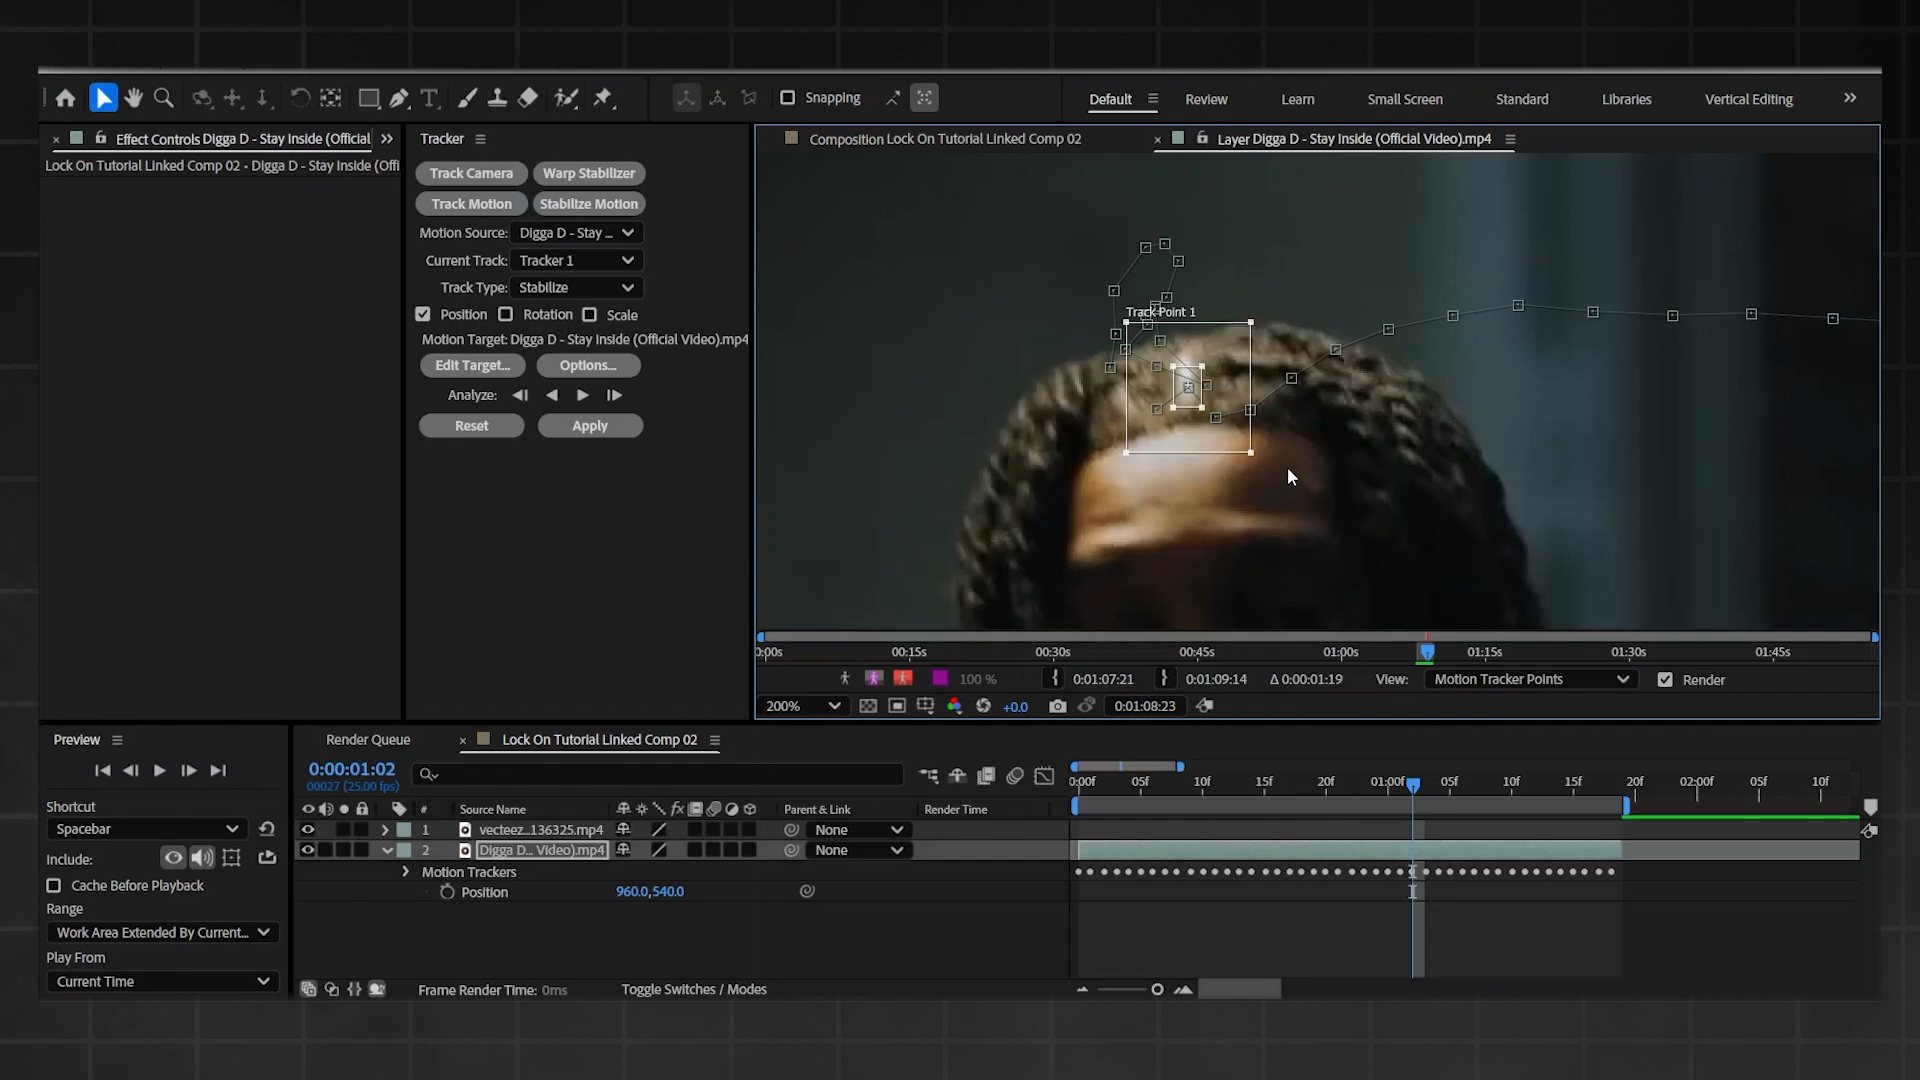 Snapping
Default
Review
Learn
Small Screen
Standard
Libraries
Vertical Editing
Effect Controls Digga D - Stay Inside (Official
Lock On Tutorial Linked Comp 02 • Digga D - Stay Inside (Offi
Tracker
Track Camera
Warp Stabilizer
Track Motion
Stabilize Motion
Motion Source: Digga D - Stay ...
Current Track: Tracker 1
Track Type: Stabilize
Position
Rotation
Scale
Motion Target: Digga D - Stay Inside (Official Video).mp4
Edit Target...
Options...
Analyze:
Reset
Apply
Composition Lock On Tutorial Linked Comp 02
Layer Digga D - Stay Inside (Official Video).mp4
Track Point 1
0:00s 00:15s 00:30s 00:45s 01:00s 01:15s 01:30s 01:45s
100 %
0:01:07:21
0:01:09:14
Δ 0:00:01:19
View: Motion Tracker Points
Render
200%
+0.0
0:01:08:23
Preview
Shortcut
Spacebar
Include:
Cache Before Playback
Range
Work Area Extended By Current...
Play From
Current Time
Render Queue
Lock On Tutorial Linked Comp 02
0:00:01:02
00027 (25.00 fps)
0:00f 05f 10f 15f 20f 01:00f 05f 10f 15f 20f 02:00f 05f 10f
# Source Name fx Parent & Link Render Time
1 vecteez...136325.mp4 None
2 Digga D... Video).mp4 None
Motion Trackers
Position 960.0,540.0
Frame Render Time: 0ms
Toggle Switches / Modes